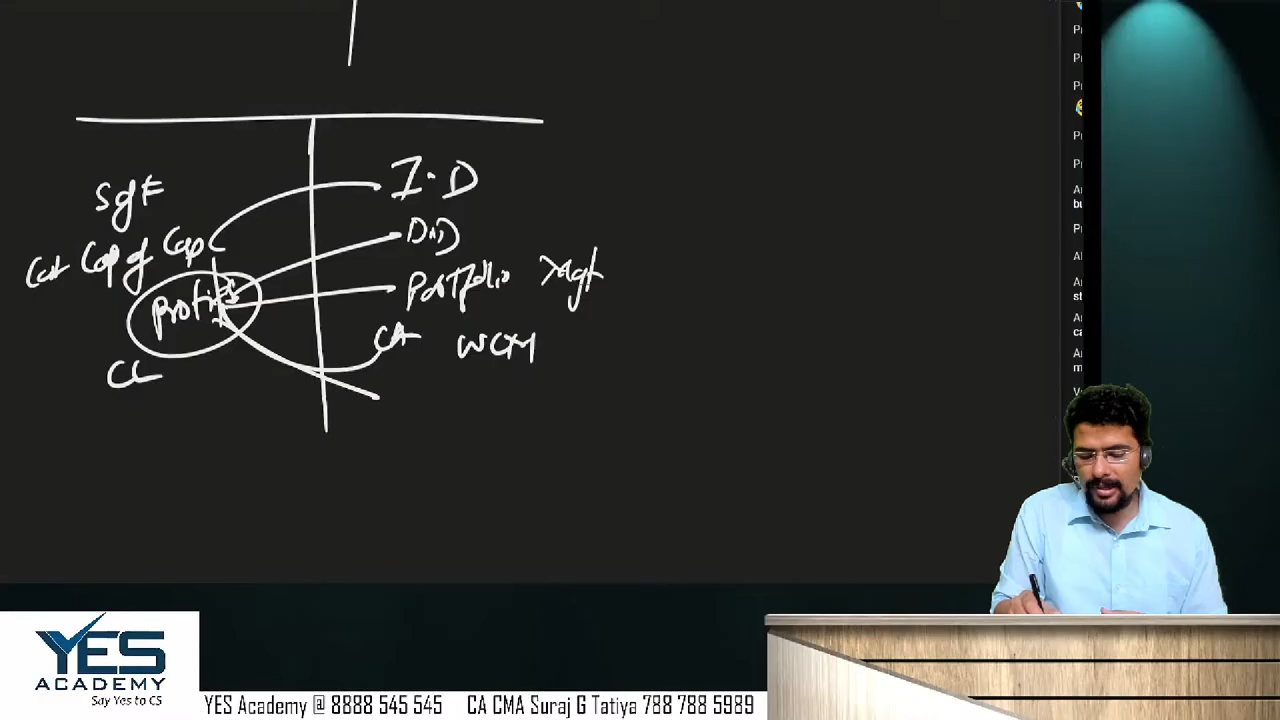 SgF
I.D
Cost Cap of Cap
DN)
Profits
Portfolio Mgt
CA WCM
CL
YES
ACADEMY
Say Yes to CS
YES Academy @ 8888 545 545 CA CMA Suraj G Tatiya 788 788 5989